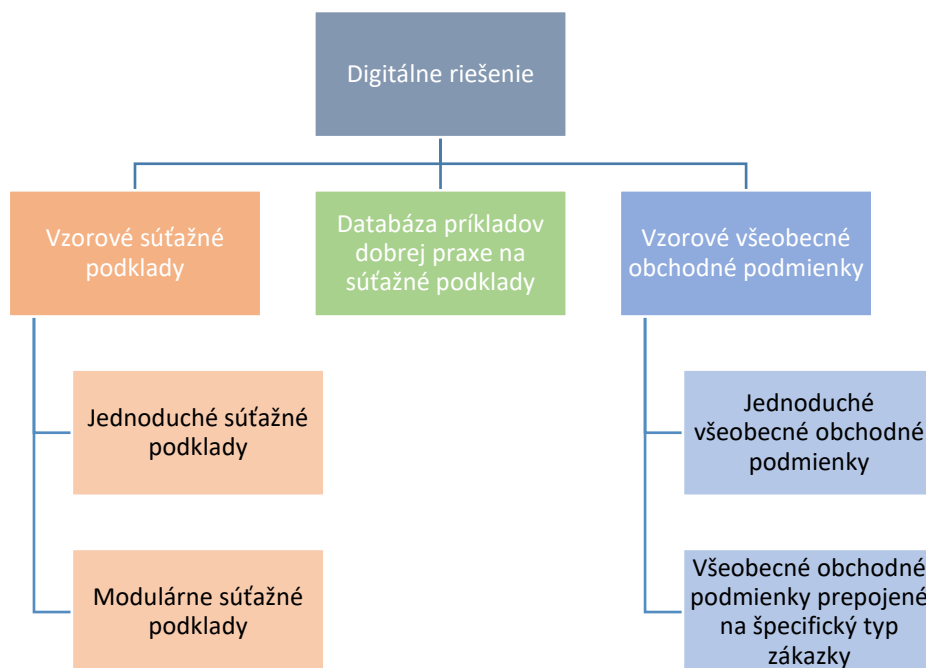 Digitálne riešenie
Vzorové súťažné
podklady
Databáza príkladov
dobrej praxe na
súťažné podklady
Vzorové všeobecné
obchodné podmienky
Jednoduché súťažné
podklady
Jednoduché
všeobecné obchodné
podmienky
Modulárne súťažné
podklady
Všeobecné obchodné
podmienky prepojené
na špecifický typ
zákazky